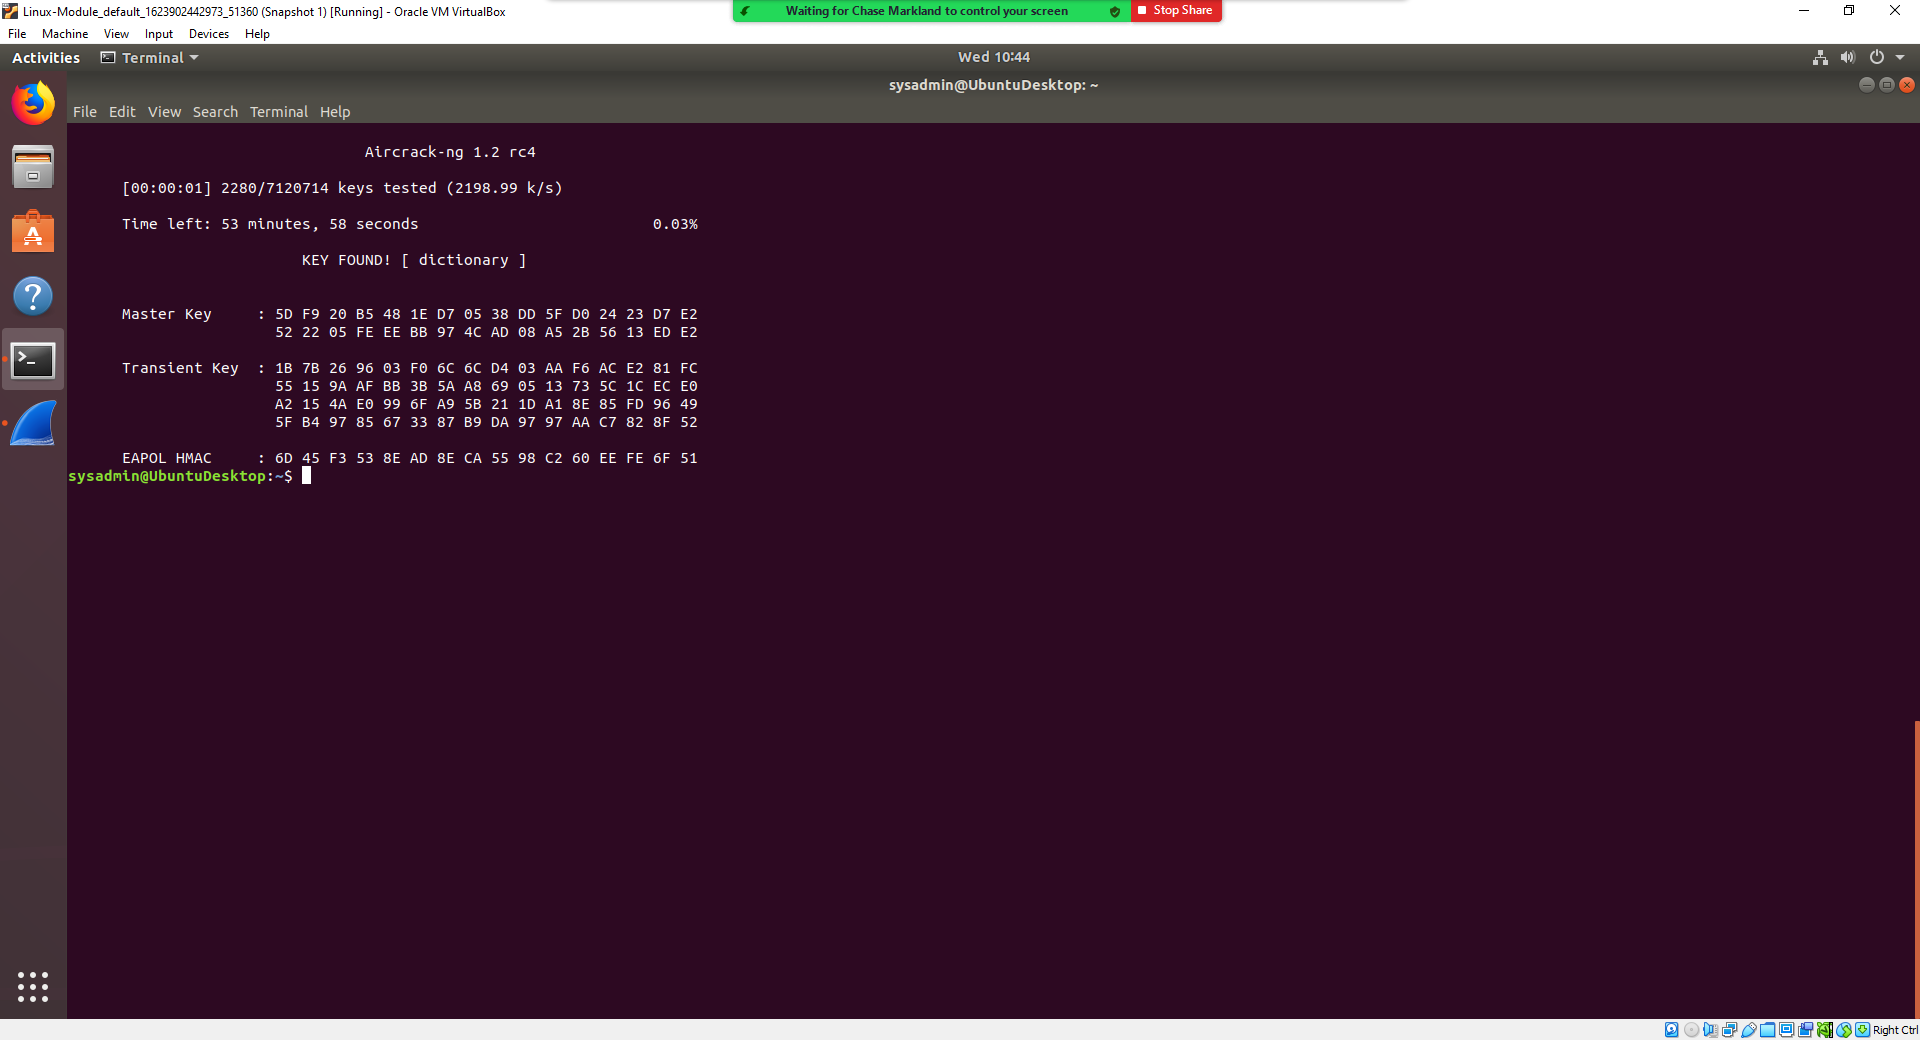 Linux-Module_default_1623902442973_51360 (Snapshot 1) [Running] - Oracle VM VirtualBox
Waiting for Chase Markland to control your screen
Stop Share
File Machine View Input Devices Help
Activities Terminal Wed 10:44
sysadmin@UbuntuDesktop: ~
File Edit View Search Terminal Help
Aircrack-ng 1.2 rc4
[00:00:01] 2280/7120714 keys tested (2198.99 k/s)
Time left: 53 minutes, 58 seconds 0.03%
KEY FOUND! [ dictionary ]
Master Key : 5D F9 20 B5 48 1E D7 05 38 DD 5F D0 24 23 D7 E2
52 22 05 FE EE BB 97 4C AD 08 A5 2B 56 13 ED E2
Transient Key : 1B 7B 26 96 03 F0 6C 6C D4 03 AA F6 AC E2 81 FC
55 15 9A AF BB 3B 5A A8 69 05 13 73 5C 1C EC E0
A2 15 4A E0 99 6F A9 5B 21 1D A1 8E 85 FD 96 49
5F B4 97 85 67 33 87 B9 DA 97 97 AA C7 82 8F 52
EAPOL HMAC : 6D 45 F3 53 8E AD 8E CA 55 98 C2 60 EE FE 6F 51
sysadmin@UbuntuDesktop:~$
Right Ctrl